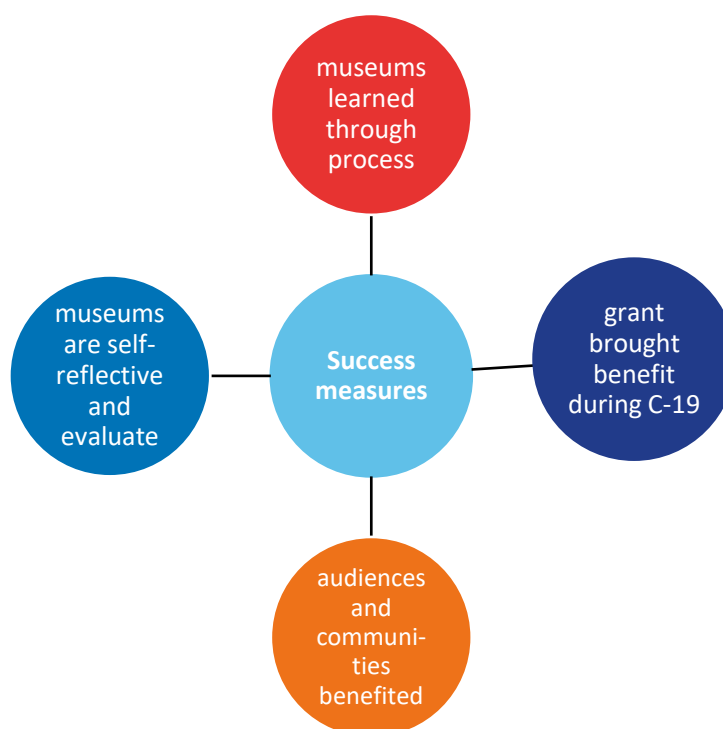 museums
learned
through
process
museums
are self-
reflective
and
evaluate
Success
measures
grant
brought
benefit
during C-19
audiences
and
communi-
ties
benefited